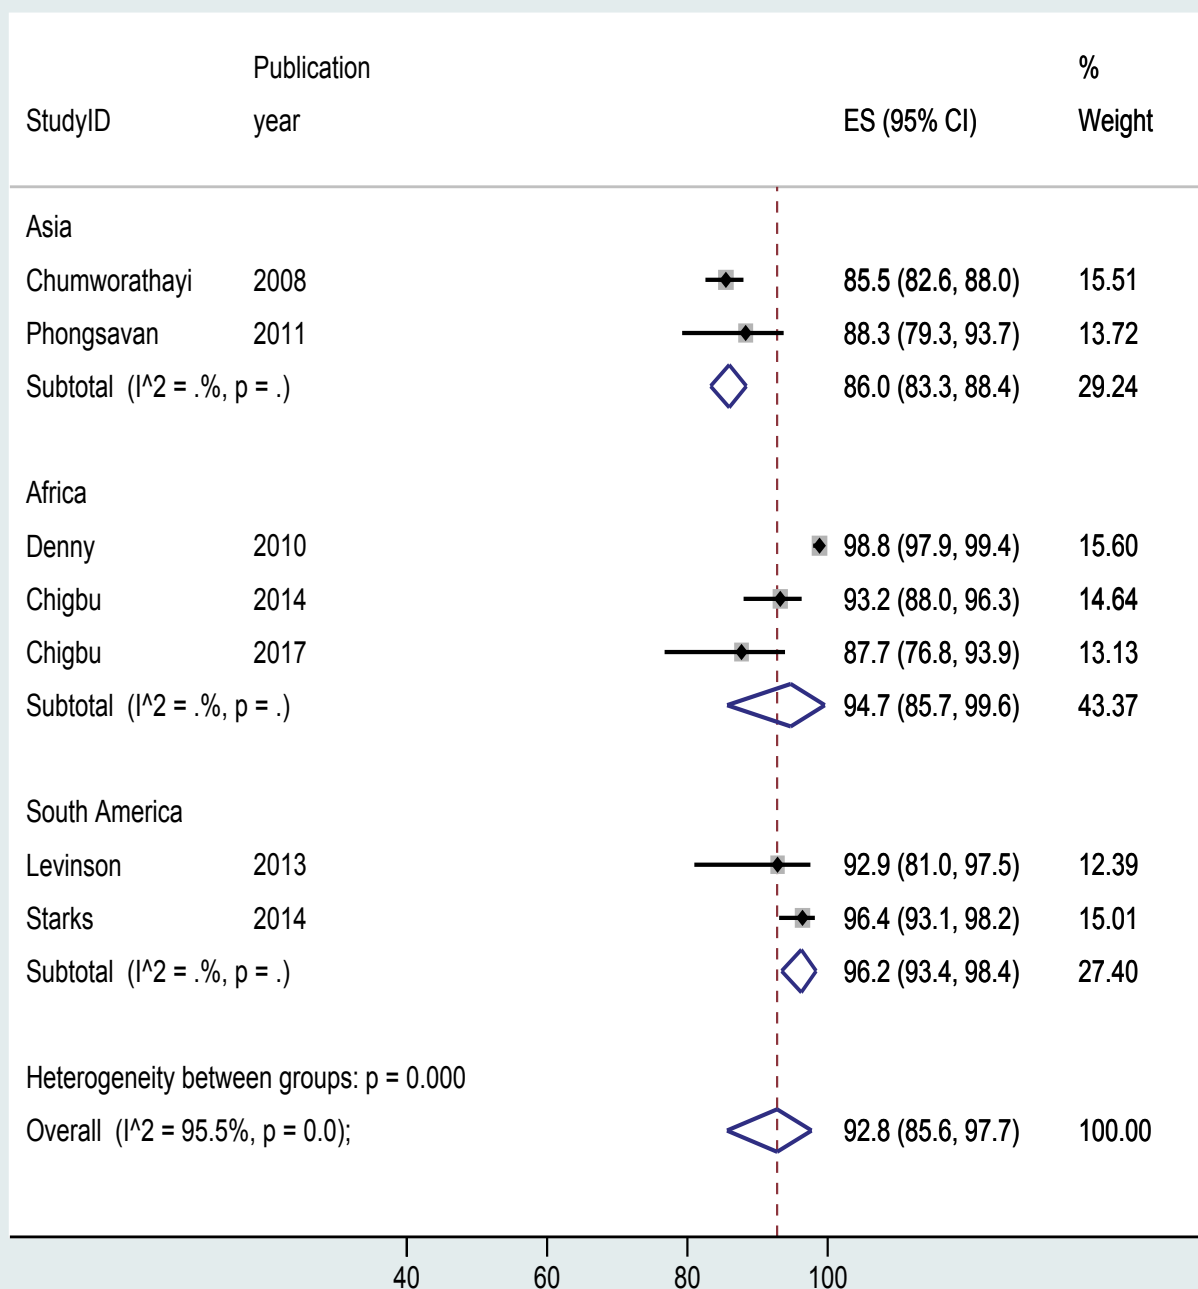 Publication %
StudyID year ES (95% CI) Weight
Asia
Chumworathayi 2008 85.5 (82.6, 88.0) 15.51
Phongsavan 2011 88.3 (79.3, 93.7) 13.72
Subtotal (I^2 = .%, p = .) 86.0 (83.3, 88.4) 29.24
Africa
Denny 2010 98.8 (97.9, 99.4) 15.60
Chigbu 2014 93.2 (88.0, 96.3) 14.64
Chigbu 2017 87.7 (76.8, 93.9) 13.13
Subtotal (I^2 = .%, p = .) 94.7 (85.7, 99.6) 43.37
South America
Levinson 2013 92.9 (81.0, 97.5) 12.39
Starks 2014 96.4 (93.1, 98.2) 15.01
Subtotal (I^2 = .%, p = .) 96.2 (93.4, 98.4) 27.40
Heterogeneity between groups: p = 0.000
Overall (I^2 = 95.5%, p = 0.0); 92.8 (85.6, 97.7) 100.00
40 60 80 100